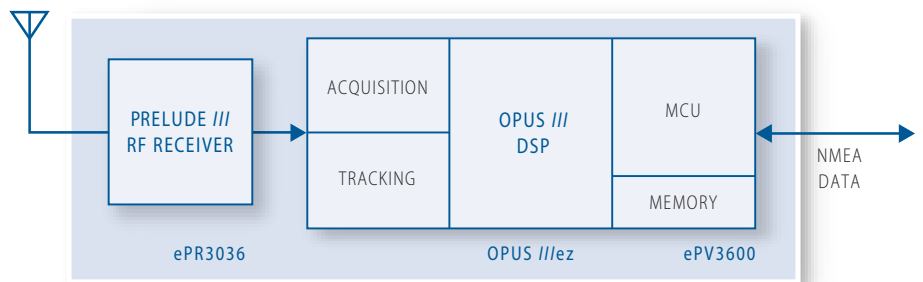 PRELUDE III
RF RECEIVER
ACQUISITION
TRACKING
OPUS III
DSP
MCU
MEMORY
NMEA
DATA
ePR3036
OPUS IIIez
ePV3600